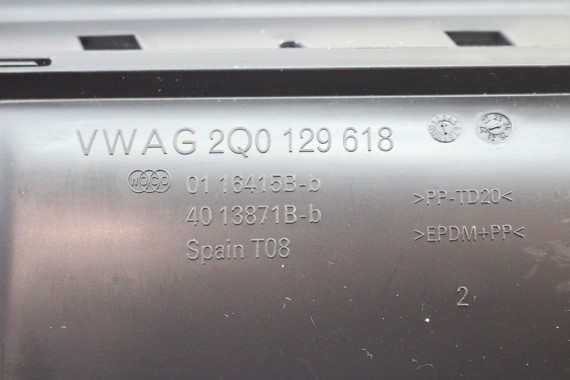 VWAG 2Q0 129 618
01 16415B-b
40 13871B-b
Spain T08
>PP-TD20<
>EPDM+PP<
2